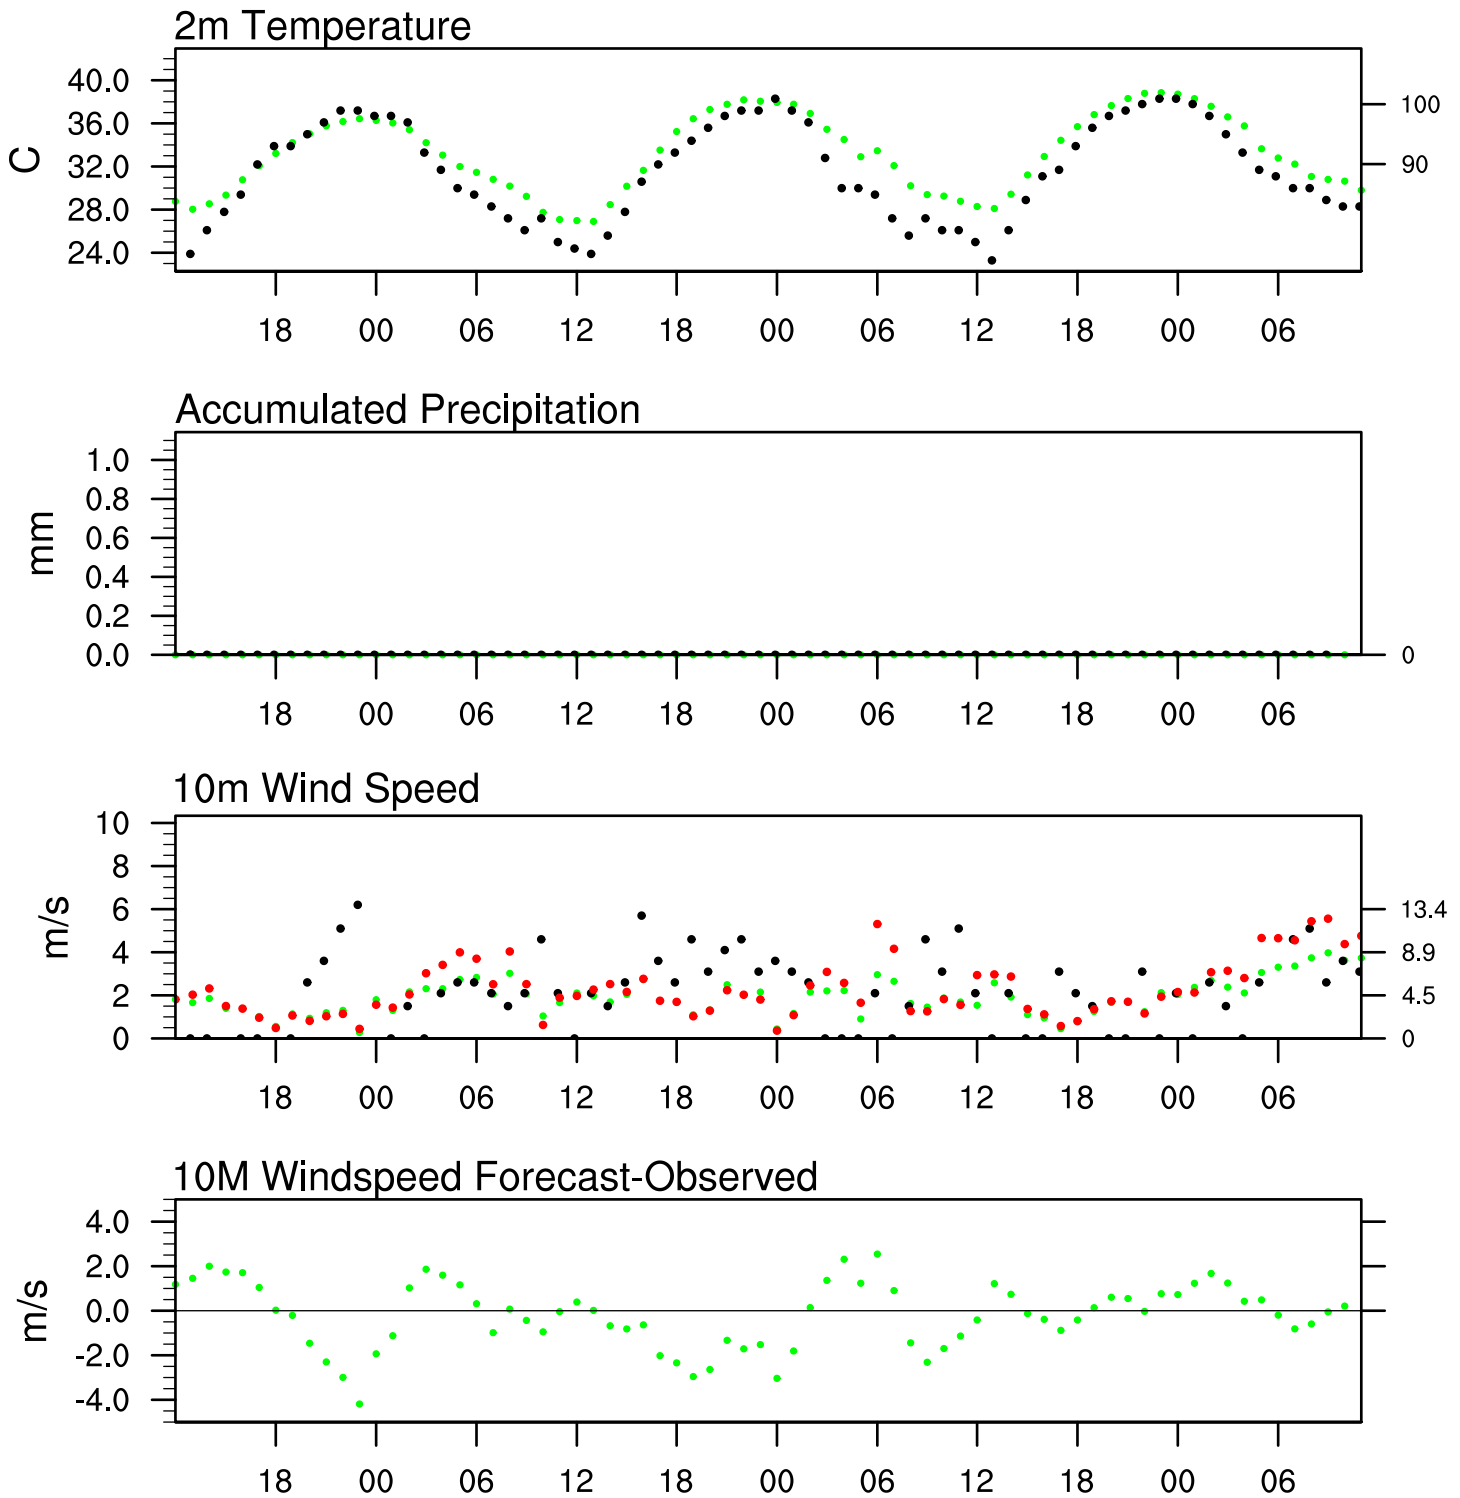 2m Temperature
40.0
36.0
32.0
28.0
24.0
C
100
90
18 00 06 12 18 00 06 12 18 00 06
Accumulated Precipitation
1.0
0.8
0.6
0.4
0.2
0.0
mm
0
18 00 06 12 18 00 06 12 18 00 06
10m Wind Speed
10
8
6
4
2
0
m/s
13.4
8.9
4.5
0
18 00 06 12 18 00 06 12 18 00 06
10M Windspeed Forecast-Observed
4.0
2.0
0.0
-2.0
-4.0
m/s
18 00 06 12 18 00 06 12 18 00 06